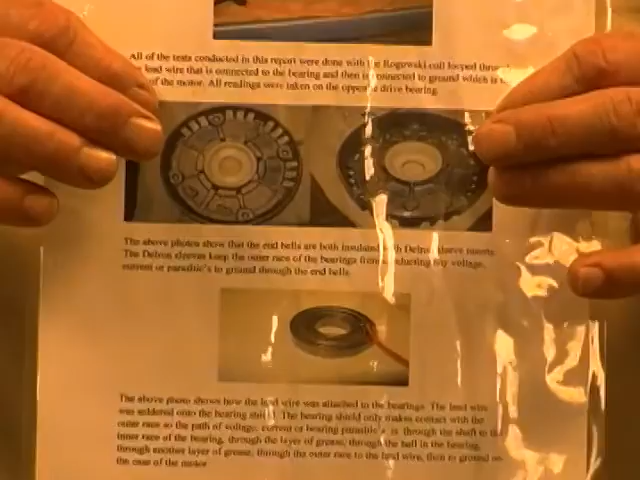 All of the tests conducted in this report were done with the Rogowski coil looped through
lead wire that is connected to the bearing and then is connected to ground which is
of the motor. All readings were taken on the opposite drive bearing.
The above photos show that the end bells are both insulated with Delrin sleeve inserts.
The Delrin sleeves keep the outer race of the bearings from conducting any voltage,
current or parasitic's to ground through the end bells.
The above photo shows how the lead wire was attached to the bearings. The lead wire
was soldered onto the bearing shield. The bearing shield only makes contact with the
outer race so the path of voltage, current or bearing parasitic's is through the shaft to the
inner race of the bearing, through the layer of grease, through the ball in the bearing,
through another layer of grease, through the outer race to the lead wire, then to ground on
the case of the motor